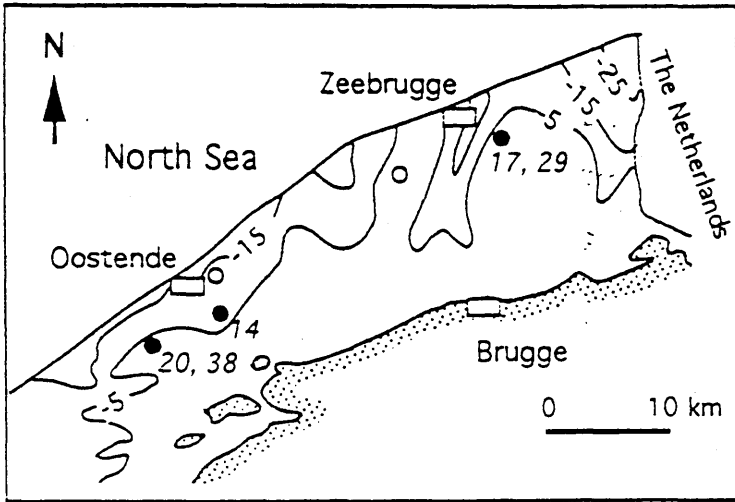 N
Zeebrugge
-25
-15
5
The Netherlands
North Sea
17, 29
-15
Oostende
14
20, 38
Brugge
-5
0 10 km